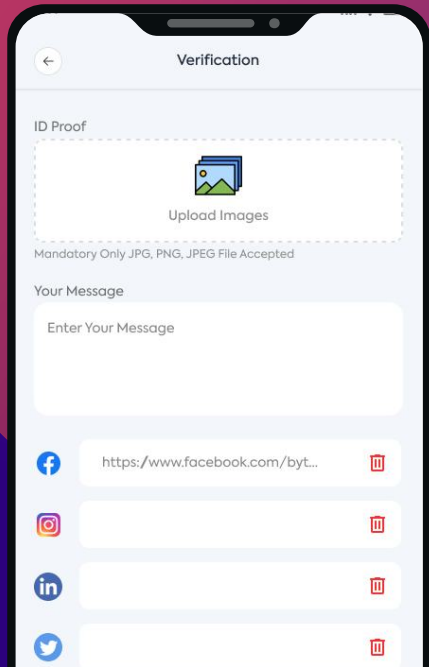 Verification
ID Proof
Upload Images
Mandatory Only JPG, PNG, JPEG File Accepted
Your Message
Enter Your Message
https://www.facebook.com/byt...
in